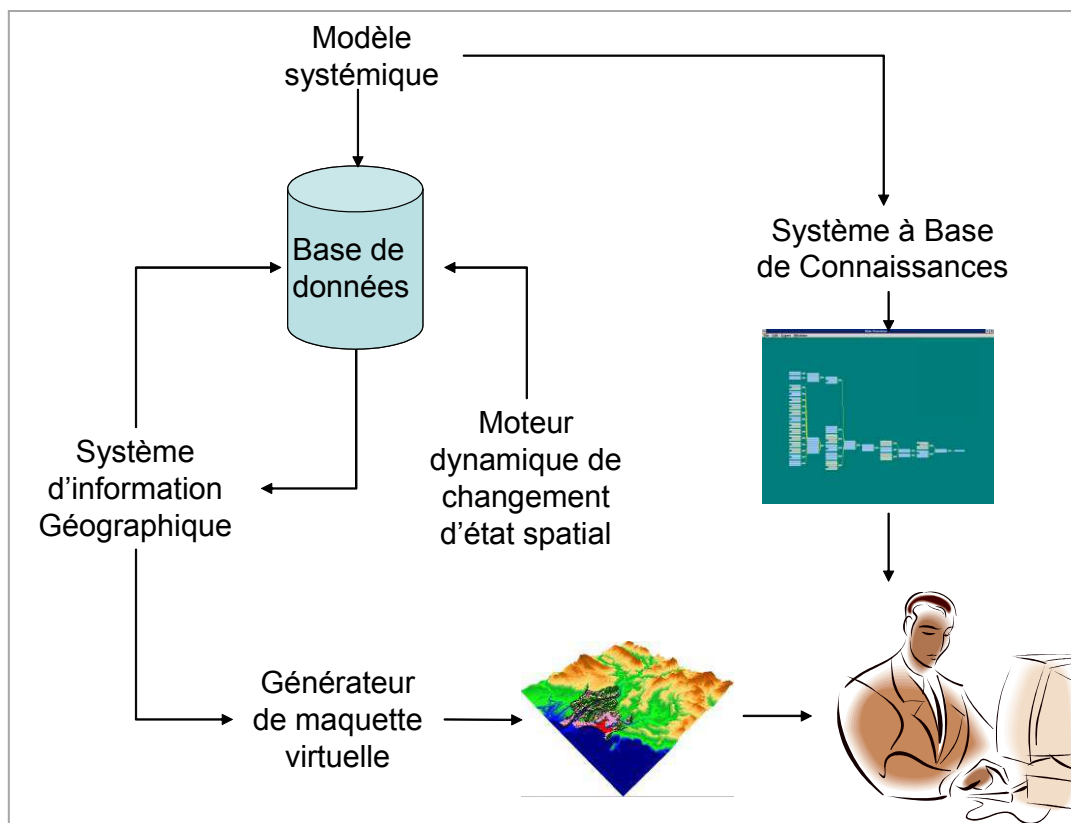 Modèle
systémique
Base de
données
Système à Base
de Connaissances
Système
d'information
Géographique
Moteur
dynamique de
changement
d'état spatial
Générateur
de maquette
virtuelle